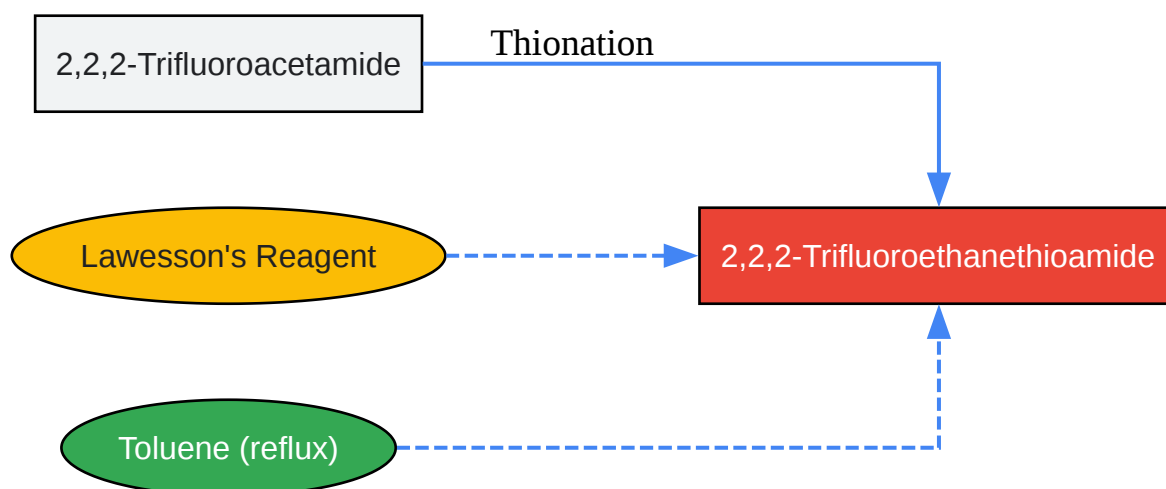 Thionation
2,2,2-Trifluoroacetamide
Lawesson's Reagent
2,2,2-Trifluoroethanethioamide
Toluene (reflux)